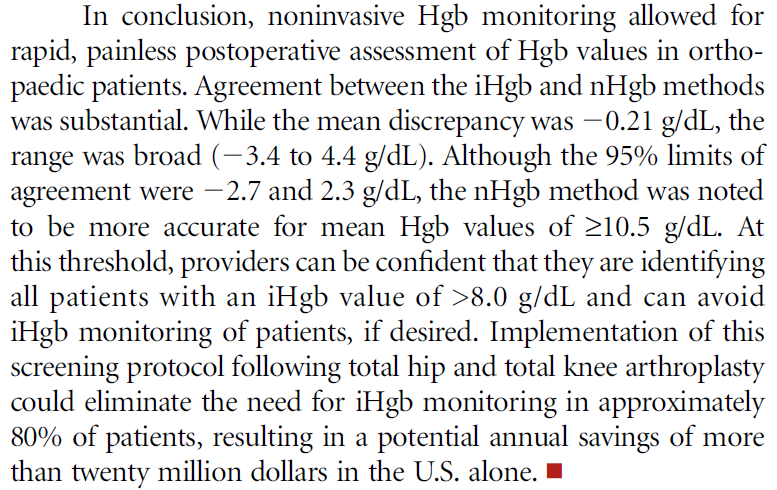 In conclusion, noninvasive Hgb monitoring allowed for
rapid, painless postoperative assessment of Hgb values in ortho-
paedic patients. Agreement between the iHgb and nHgb methods
was substantial. While the mean discrepancy was −0.21 g/dL, the
range was broad (−3.4 to 4.4 g/dL). Although the 95% limits of
agreement were −2.7 and 2.3 g/dL, the nHgb method was noted
to be more accurate for mean Hgb values of ≥10.5 g/dL. At
this threshold, providers can be confident that they are identifying
all patients with an iHgb value of >8.0 g/dL and can avoid
iHgb monitoring of patients, if desired. Implementation of this
screening protocol following total hip and total knee arthroplasty
could eliminate the need for iHgb monitoring in approximately
80% of patients, resulting in a potential annual savings of more
than twenty million dollars in the U.S. alone. ■